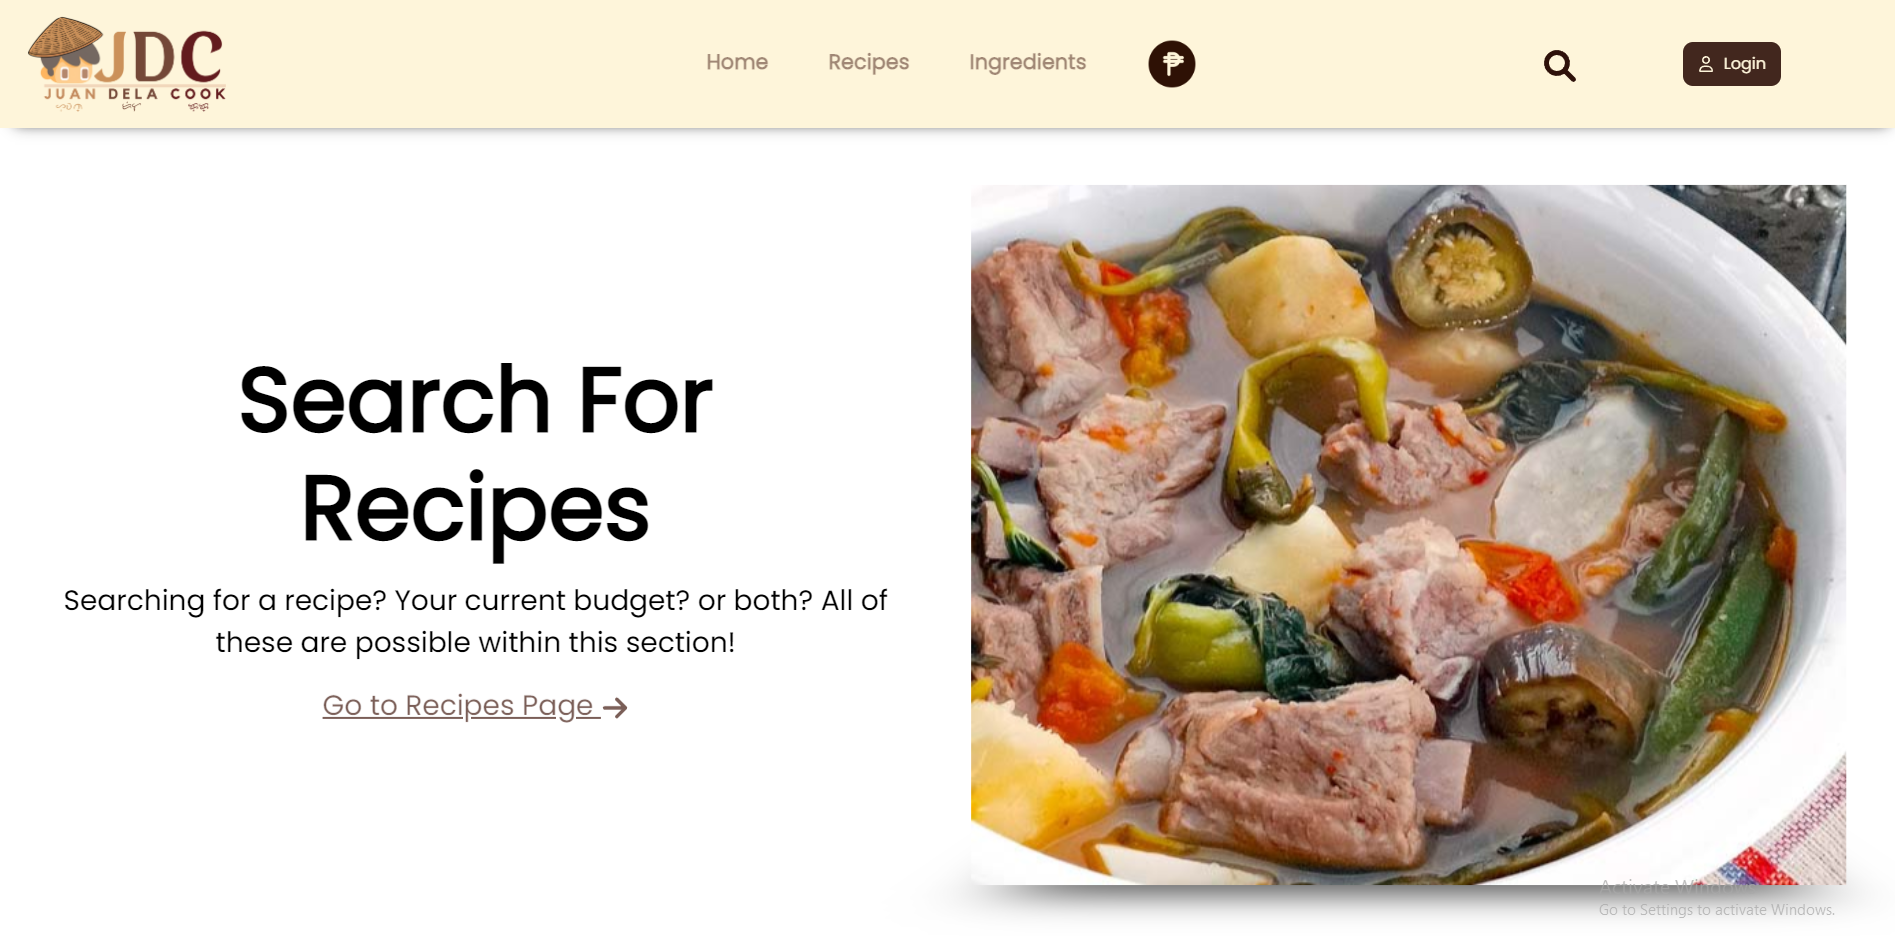 JDC
JUAN DELA COOK
Home
Recipes
Ingredients
₱
Login
Search For
Recipes
Searching for a recipe? Your current budget? or both? All of
these are possible within this section!
Go to Recipes Page
Activate Windows
Go to Settings to activate Windows.